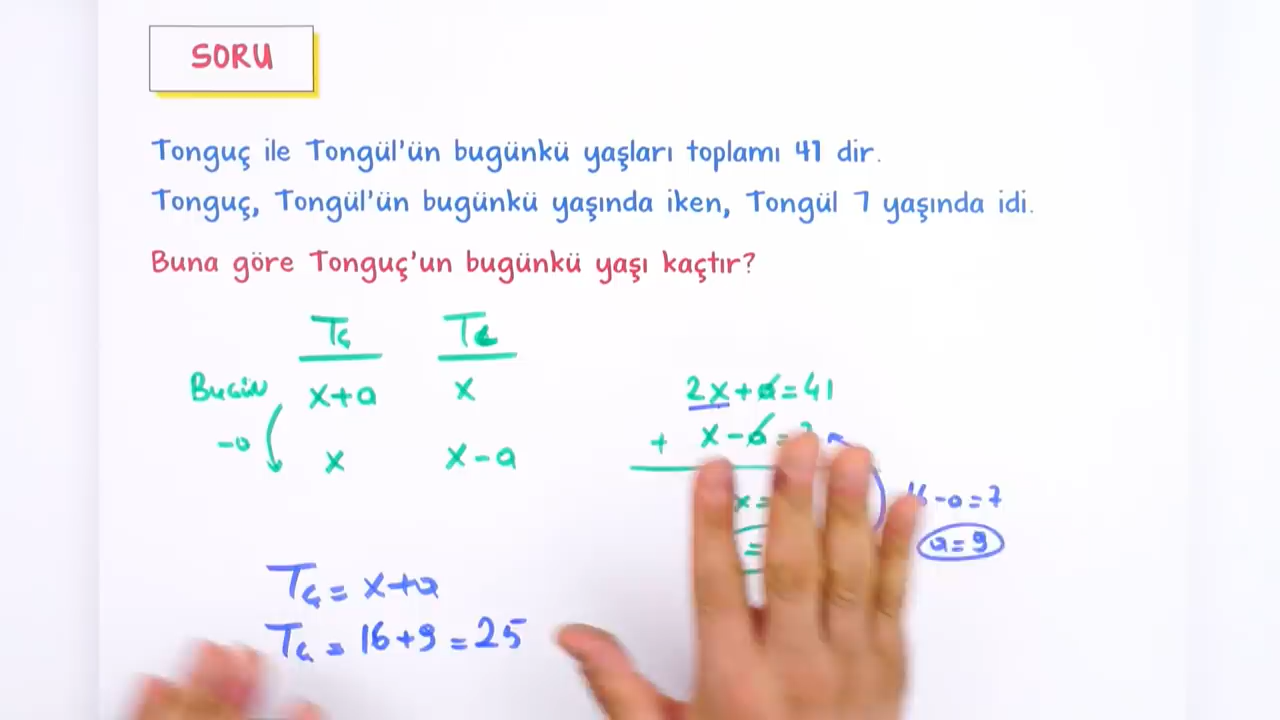 SORU
Tonguç ile Tongül'ün bugünkü yaşları toplamı 41 dir.
Tonguç, Tongül'ün bugünkü yaşında iken, Tongül 7 yaşında idi.
Buna göre Tonguç'un bugünkü yaşı kaçtır?
Tç TL
Bugün x+a x
-a x x-a
2x+a=41
+ x-a=
x=
=
-a=7
a=9
Tç = x+a
Tç = 16+9=25